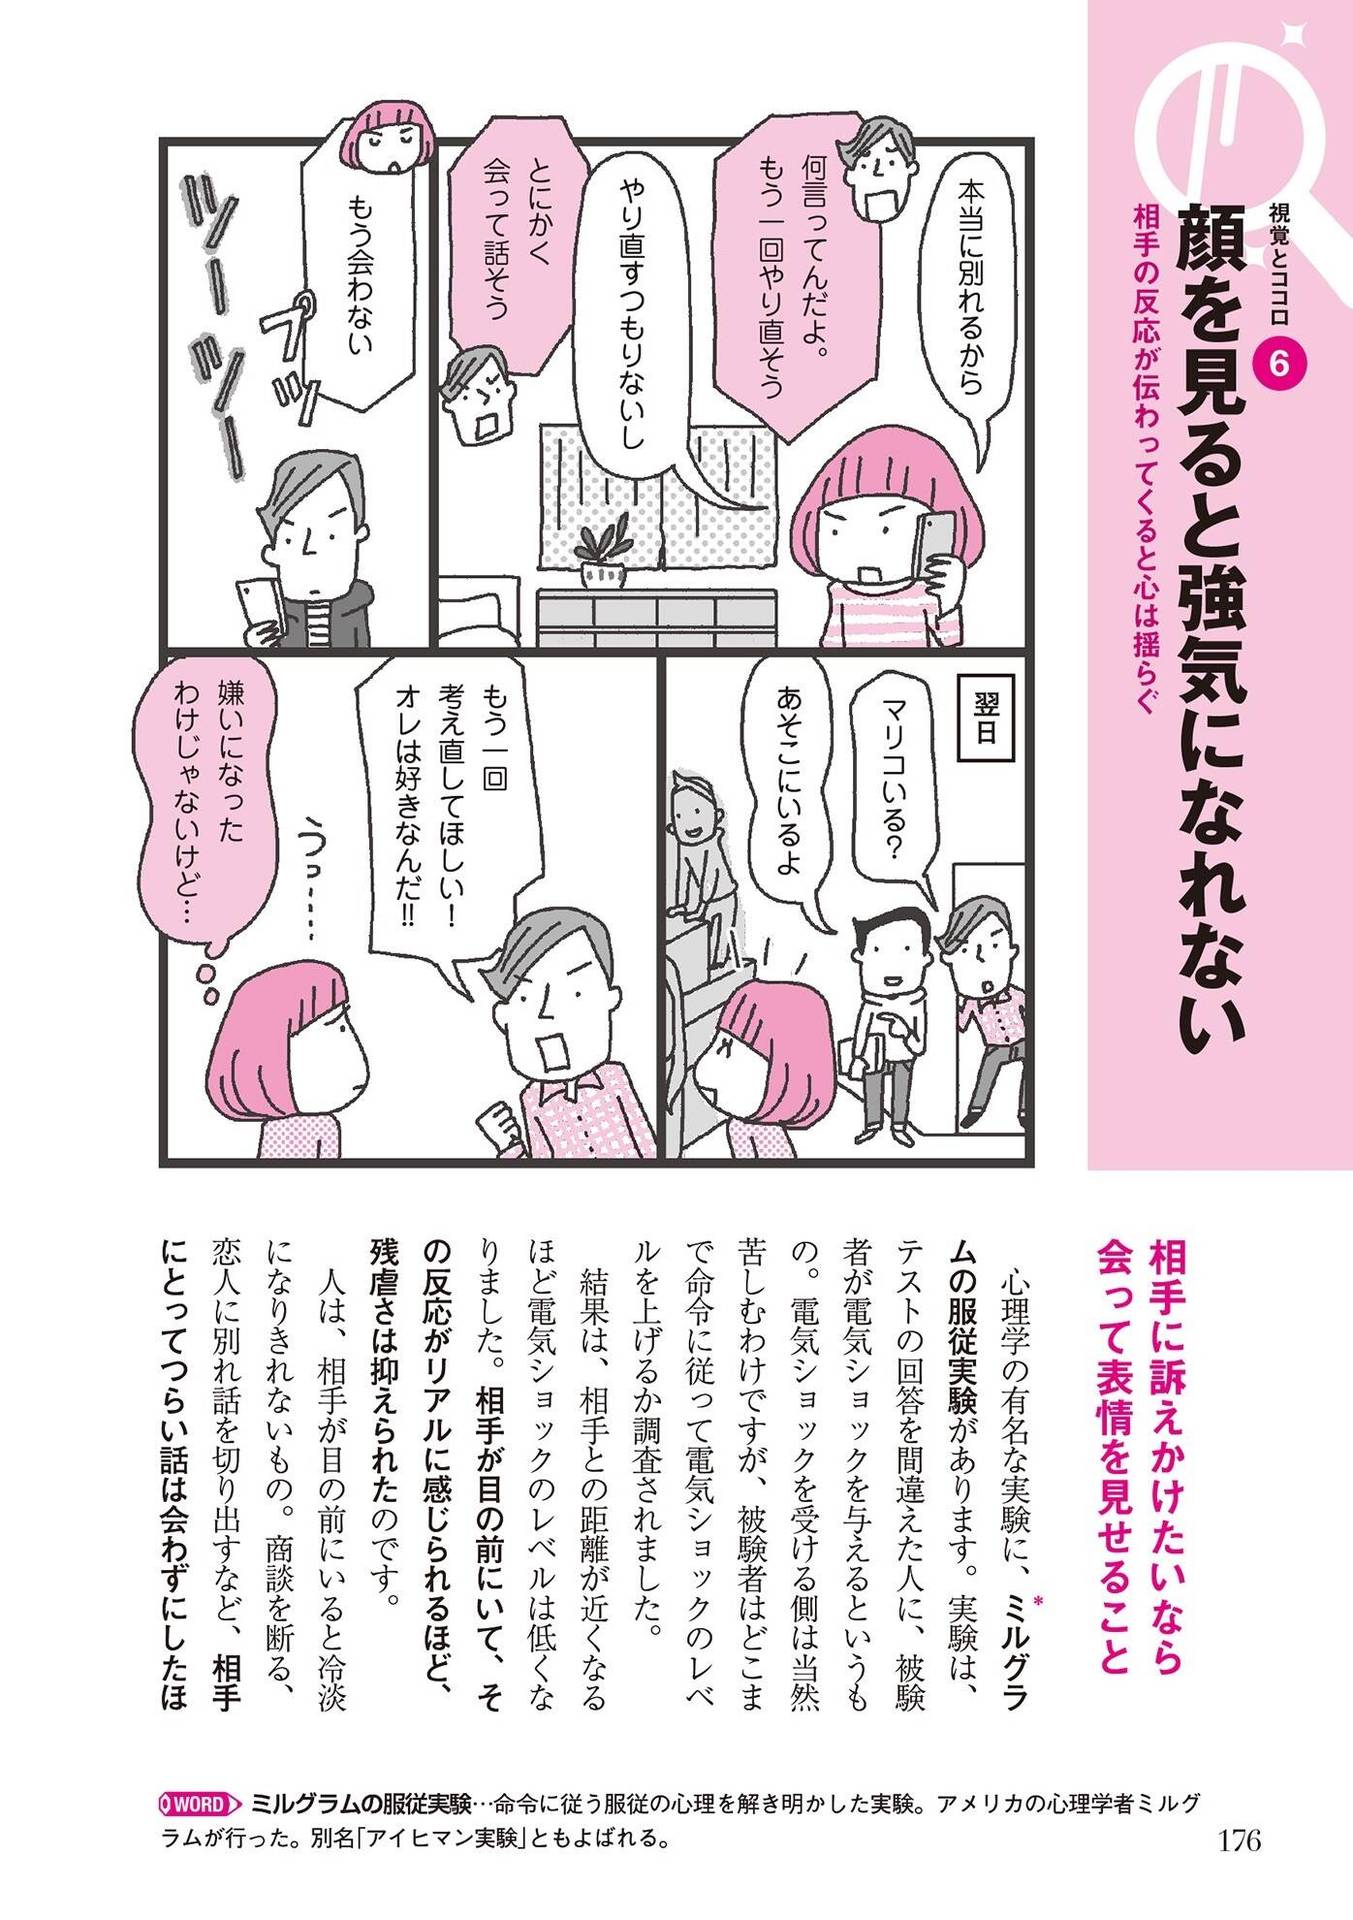 視覚とココロ
6
顔を見ると強気になれない
相手の反応が伝わってくると心は揺らぐ
本当に別れるから
何言ってんだよ。
もう一回やり直そう
やり直すつもりないし
とにかく
会って話そう
もう会わない
プツッ
ツーツー
翌日
マリコいる?
あそこにいるよ
もう一回
考え直してほしい!
オレは好きなんだ!!
うっ……
嫌いになった
わけじゃないけど…
相手に訴えかけたいなら
会って表情を見せること
心理学の有名な実験に、ミルグラ
ムの服従実験があります。実験は、
テストの回答を間違えた人に、被験
者が電気ショックを与えるというも
の。電気ショックを受ける側は当然
苦しむわけですが、被験者はどこま
で命令に従って電気ショックのレベ
ルを上げるか調査されました。
結果は、相手との距離が近くなる
ほど電気ショックのレベルは低くな
りました。相手が目の前にいて、そ
の反応がリアルに感じられるほど、
残虐さは抑えられたのです。
人は、相手が目の前にいると冷淡
になりきれないもの。商談を断る、
恋人に別れ話を切り出すなど、相手
にとってつらい話は会わずにしたほ
*
WORD ミルグラムの服従実験…命令に従う服従の心理を解き明かした実験。アメリカの心理学者ミルグ
ラムが行った。別名「アイヒマン実験」ともよばれる。
176